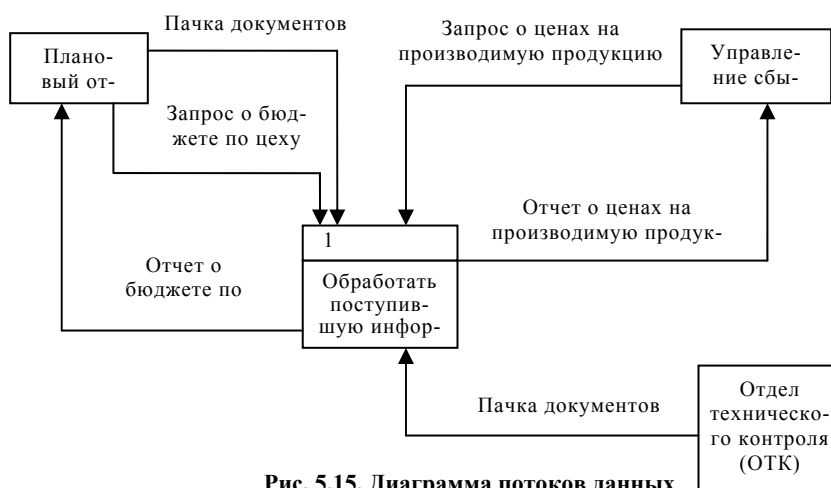 Пачка документов
Запрос о ценах на
производимую продукцию
Плано-
вый от-
Управле-
ние сбы-
Запрос о бюд-
жете по цеху
Отчет о ценах на
производимую продук-
1
Отчет о
бюджете по
Обработать
поступив-
шую инфор-
Пачка документов
Отдел
техническо-
го контроля
(ОТК)
Рис. 5.15. Диаграмма потоков данных